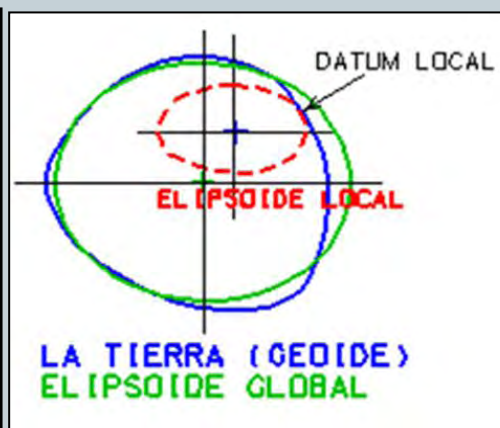 DATUM LOCAL
ELIPSOIDE LOCAL
LA TIERRA (GEOIDE)
ELIPSOIDE GLOBAL